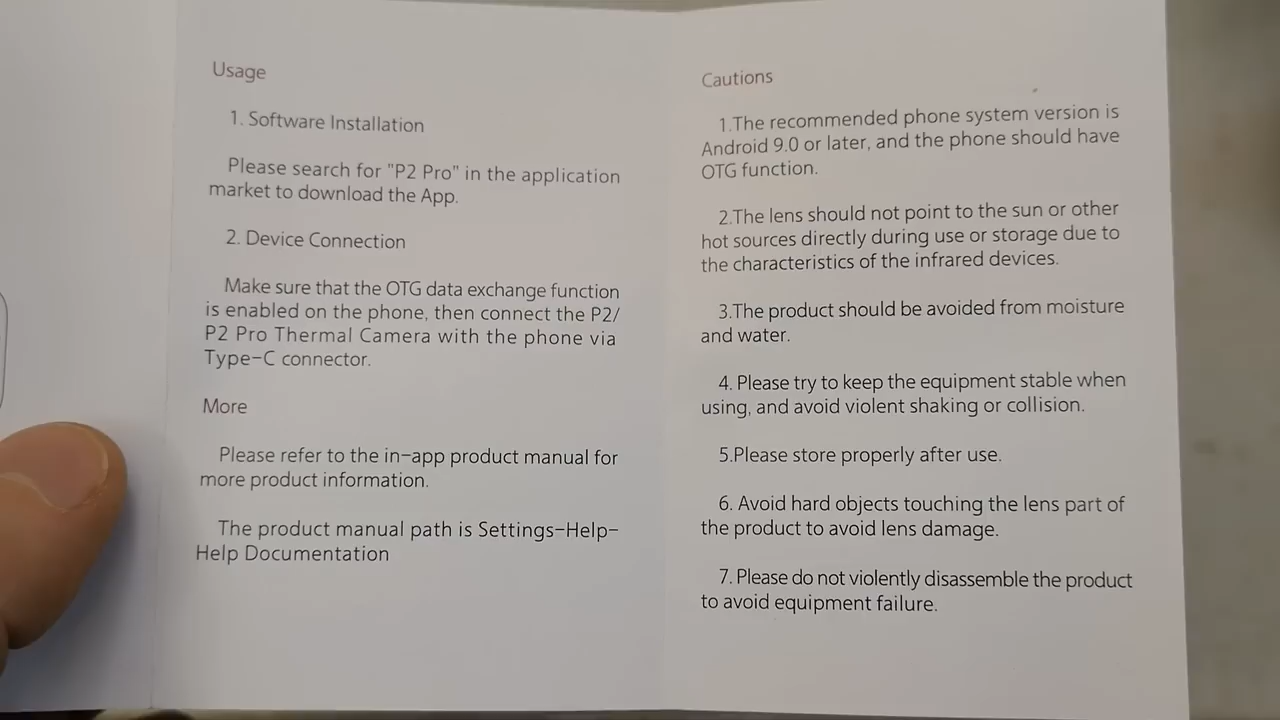 Usage
1. Software Installation
Please search for "P2 Pro" in the application
market to download the App.
2. Device Connection
Make sure that the OTG data exchange function
is enabled on the phone, then connect the P2/
P2 Pro Thermal Camera with the phone via
Type-C connector.
More
Please refer to the in-app product manual for
more product information.
The product manual path is Settings-Help-
Help Documentation
Cautions
1.The recommended phone system version is
Android 9.0 or later, and the phone should have
OTG function.
2.The lens should not point to the sun or other
hot sources directly during use or storage due to
the characteristics of the infrared devices.
3.The product should be avoided from moisture
and water.
4. Please try to keep the equipment stable when
using, and avoid violent shaking or collision.
5.Please store properly after use.
6. Avoid hard objects touching the lens part of
the product to avoid lens damage.
7. Please do not violently disassemble the product
to avoid equipment failure.